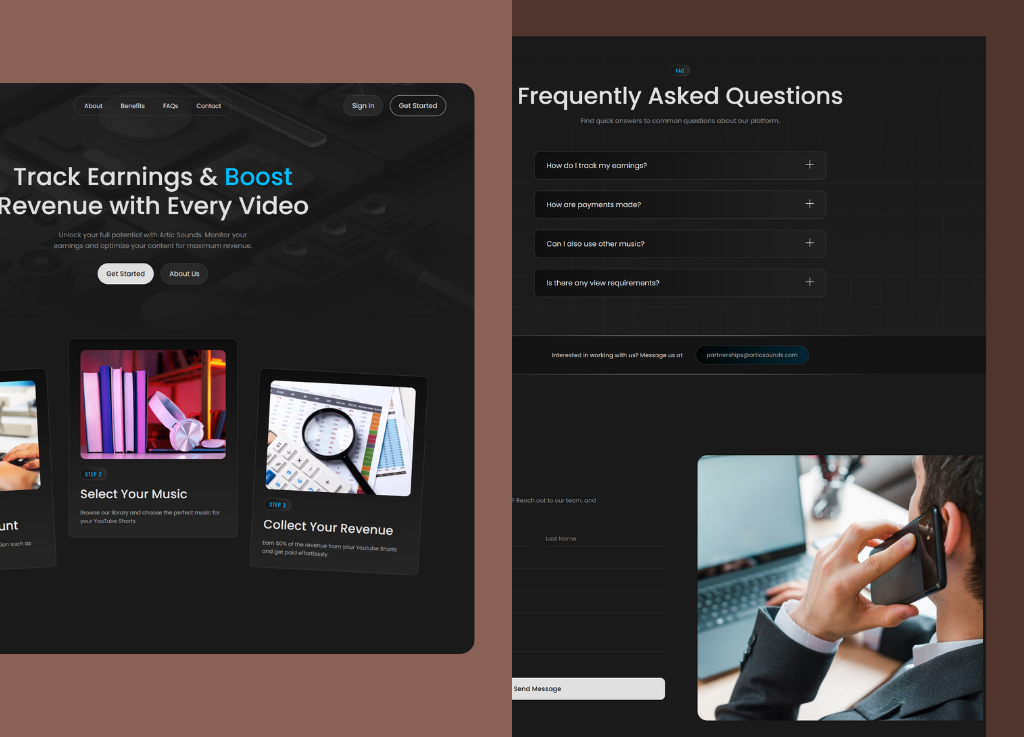 About
Benefits
FAQs
Contact
Sign In
Get Started
Track Earnings & Boost
Revenue with Every Video
Unlock your full potential with Artic Sounds. Monitor your
earnings and optimize your content for maximum revenue.
Get Started
About Us
unt
ion such as
STEP 2
Select Your Music
Browse our library and choose the perfect music for
your YouTube Shorts.
STEP 3
Collect Your Revenue
Earn 50% of the revenue from your Youtube Shorts
and get paid effortlessly.
FAQ
Frequently Asked Questions
Find quick answers to common questions about our platform.
How do I track my earnings?
How are payments made?
Can I also use other music?
Is there any view requirements?
Interested in working with us? Message us at
partnerships@articsounds.com
? Reach out to our team, and
Last Name
Send Message